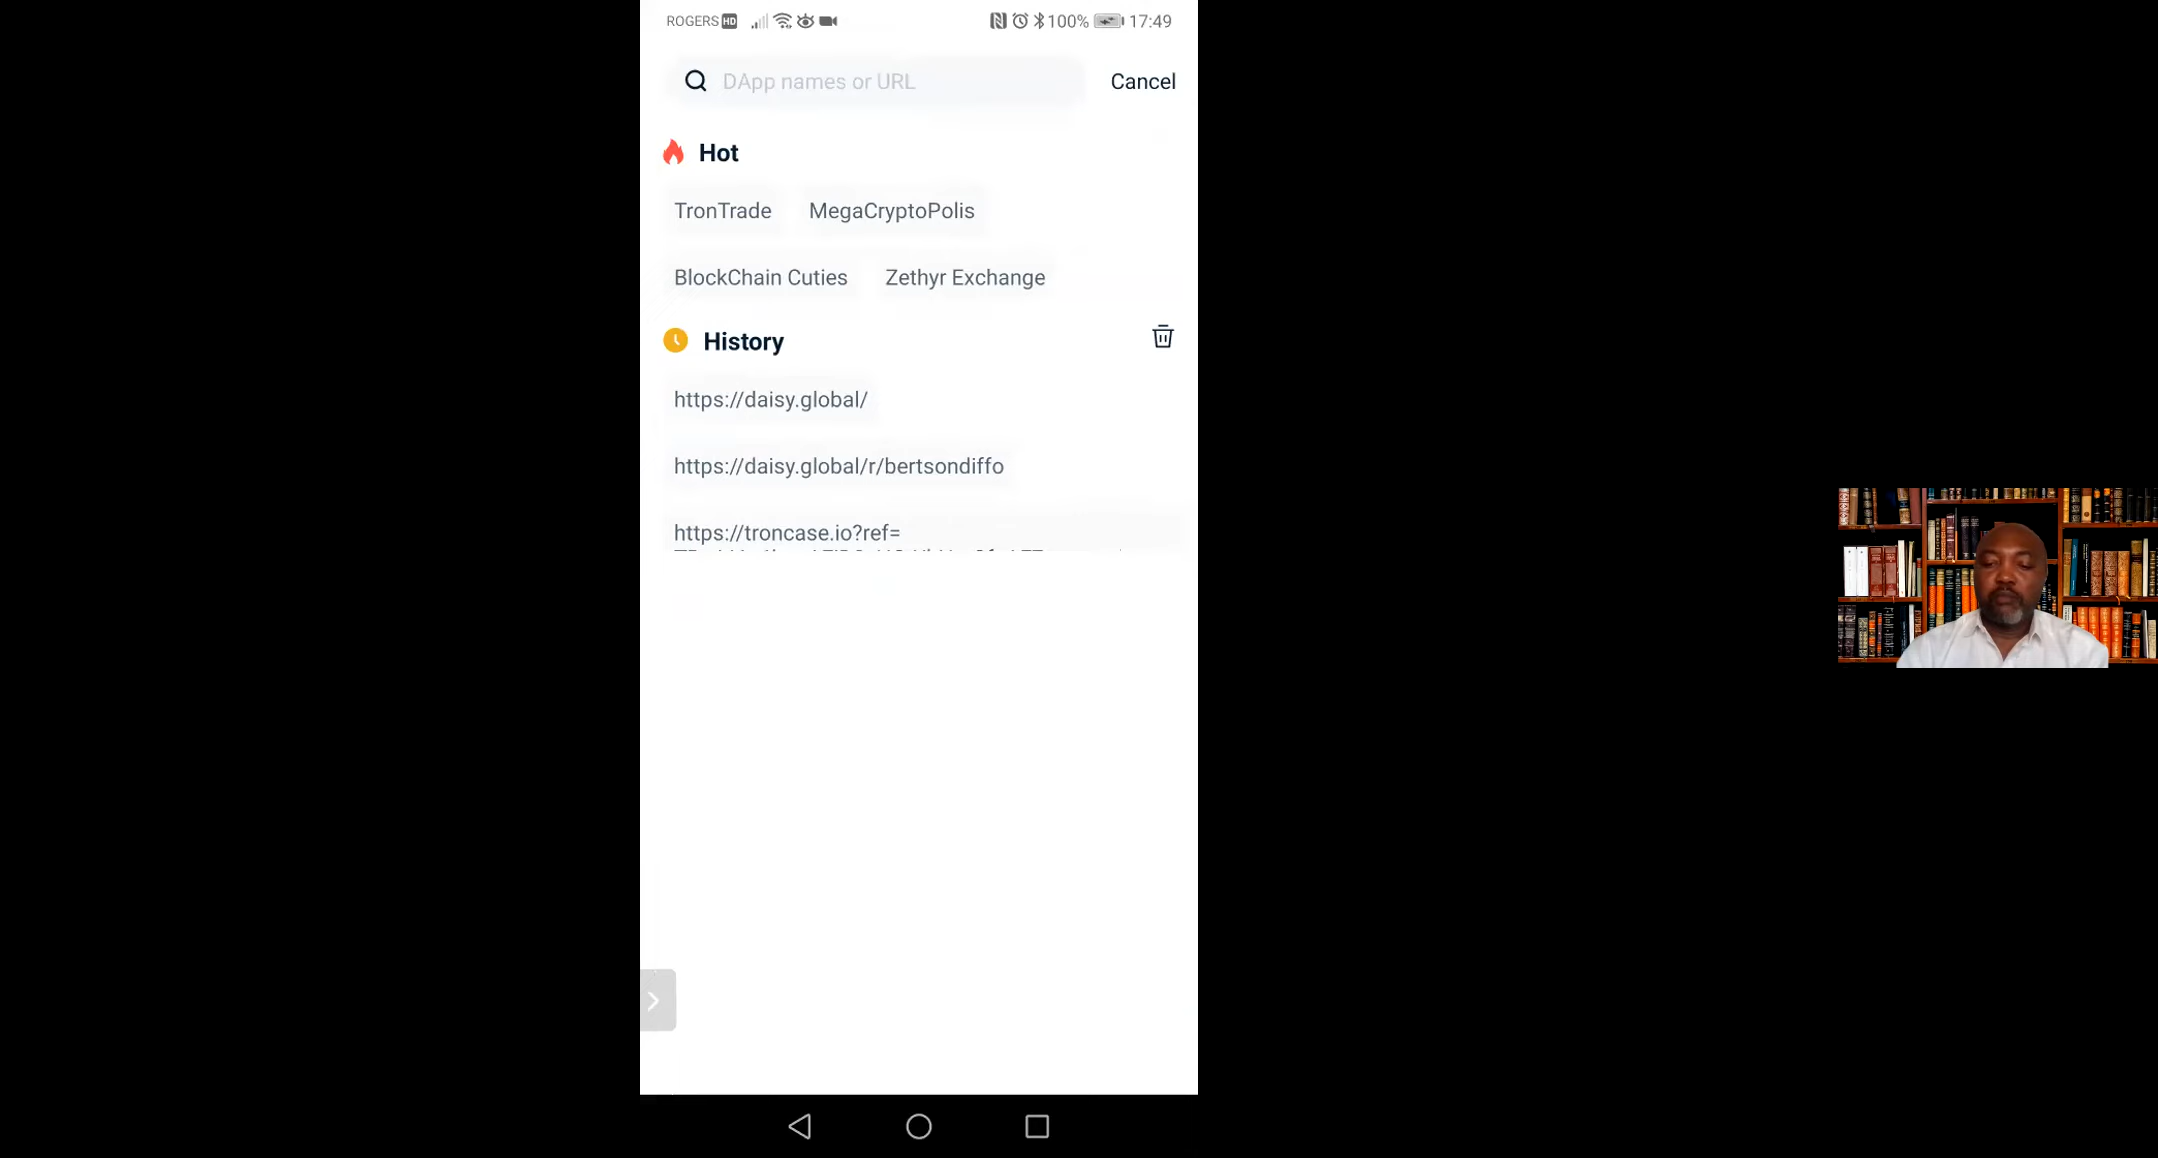 ROGERS HD 100% 17:49
DApp names or URL Cancel
Hot
TronTrade MegaCryptoPolis
BlockChain Cuties Zethyr Exchange
History
https://daisy.global/
https://daisy.global/r/bertsondiffo
https://troncase.io?ref=